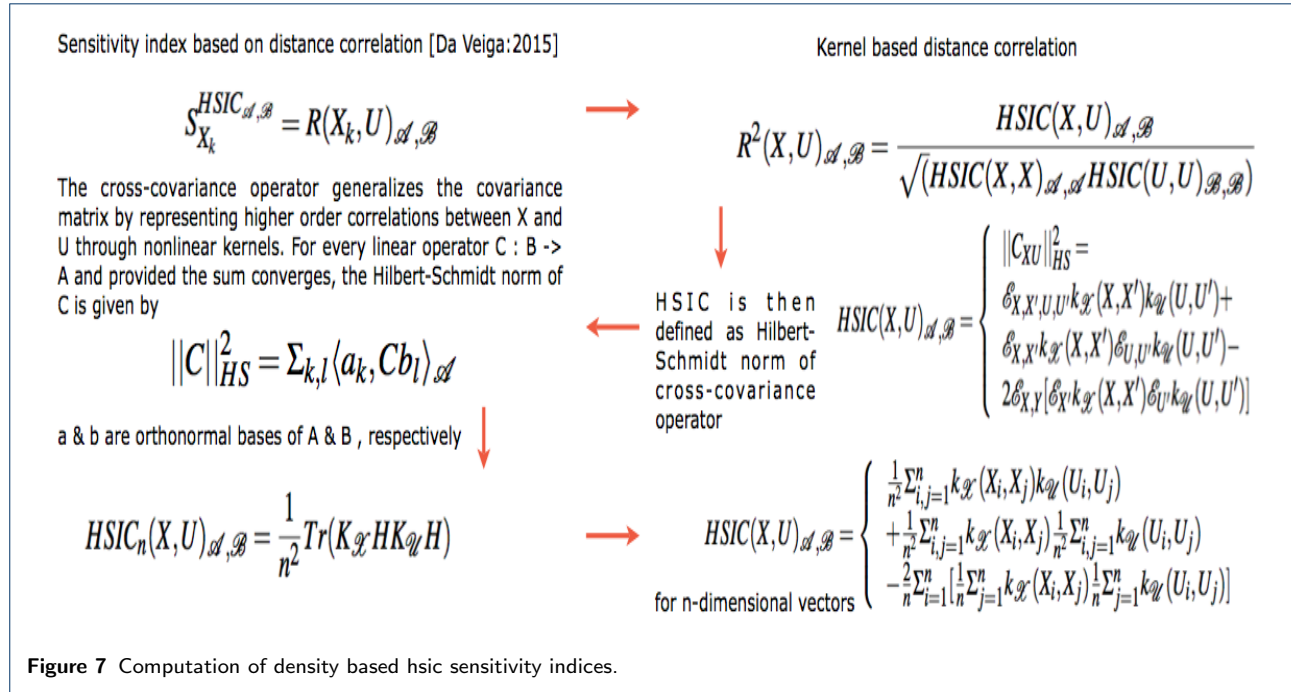 Sensitivity index based on distance correlation [Da Veiga:2015]
S_{X_k}^{HSIC_{𝒜,ℬ}} = R(X_k,U)_{𝒜,ℬ}
Kernel based distance correlation
R²(X,U)_{𝒜,ℬ} = HSIC(X,U)_{𝒜,ℬ} / √(HSIC(X,X)_{𝒜,𝒜}HSIC(U,U)_{ℬ,ℬ})
The cross-covariance operator generalizes the covariance
matrix by representing higher order correlations between X and
U through nonlinear kernels. For every linear operator C : B ->
A and provided the sum converges, the Hilbert-Schmidt norm of
C is given by
||C||²_{HS} = Σ_{k,l}⟨a_k,Cb_l⟩_𝒜
a & b are orthonormal bases of A & B , respectively
HSIC is then
defined as Hilbert-
Schmidt norm of
cross-covariance
operator
HSIC(X,U)_{𝒜,ℬ} = {
||C_{XU}||²_{HS} =
ℰ_{X,X',U,U'}k_𝒳(X,X')k_𝒰(U,U')+
ℰ_{X,X'}k_𝒳(X,X')ℰ_{U,U'}k_𝒰(U,U')−
2ℰ_{X,Y}[ℰ_{X'}k_𝒳(X,X')ℰ_{U'}k_𝒰(U,U')]
HSIC_n(X,U)_{𝒜,ℬ} = 1/n² Tr(K_𝒳HK_𝒰H)
HSIC(X,U)_{𝒜,ℬ} = {
1/n² Σ^n_{i,j=1}k_𝒳(X_i,X_j)k_𝒰(U_i,U_j)
+1/n² Σ^n_{i,j=1}k_𝒳(X_i,X_j)1/n² Σ^n_{i,j=1}k_𝒰(U_i,U_j)
−2/n Σ^n_{i=1}[1/n Σ^n_{j=1}k_𝒳(X_i,X_j)1/n Σ^n_{j=1}k_𝒰(U_i,U_j)]
for n-dimensional vectors
Figure 7 Computation of density based hsic sensitivity indices.